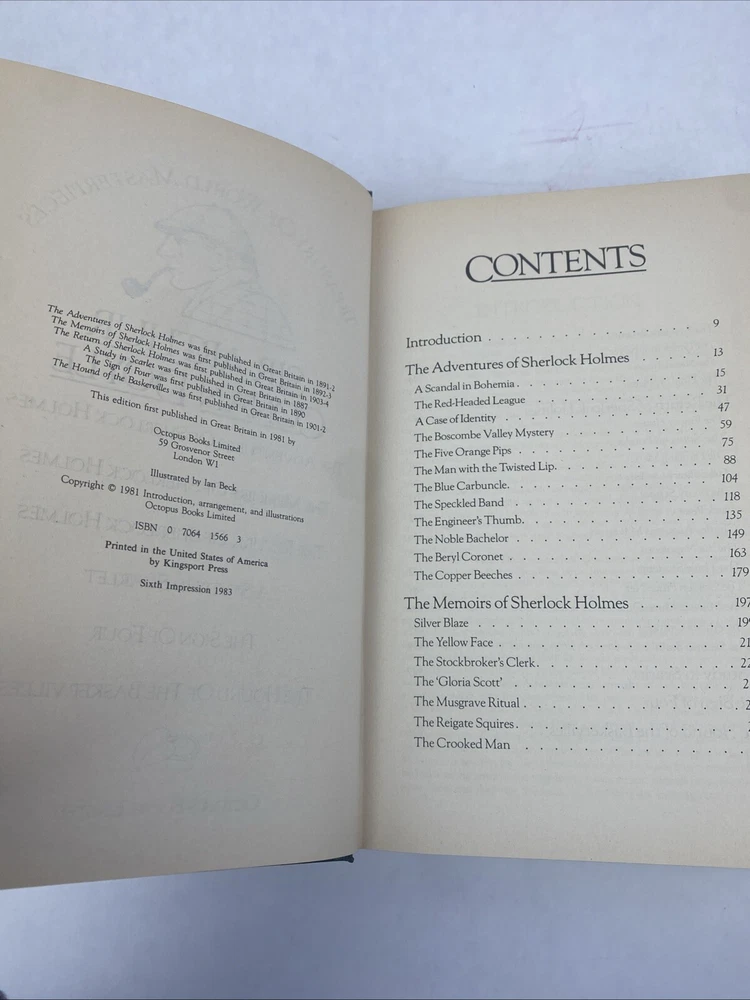 The Adventures of Sherlock Holmes was first published in Great Britain in 1891-2
The Memoirs of Sherlock Holmes was first published in Great Britain in 1892-3
The Return of Sherlock Holmes was first published in Great Britain in 1903-4
A Study in Scarlet was first published in Great Britain in 1887
The Sign of Four was first published in Great Britain in 1890
The Hound of the Baskervilles was first published in Great Britain in 1901-2
This edition first published in Great Britain in 1981 by
Octopus Books Limited
59 Grosvenor Street
London W1
Illustrated by Ian Beck
Copyright © 1981 Introduction, arrangement, and illustrations
Octopus Books Limited
ISBN 0 7064 1566 3
Printed in the United States of America
by Kingsport Press
Sixth Impression 1983
CONTENTS
Introduction . . . . . . . . . . . . . 9
The Adventures of Sherlock Holmes . . . . . 13
A Scandal in Bohemia . . . . . . . . . . . 15
The Red-Headed League . . . . . . . . . . 31
A Case of Identity . . . . . . . . . . . . 47
The Boscombe Valley Mystery . . . . . . . . 59
The Five Orange Pips . . . . . . . . . . . 75
The Man with the Twisted Lip . . . . . . . . 88
The Blue Carbuncle . . . . . . . . . . . . 104
The Speckled Band . . . . . . . . . . . . 118
The Engineer's Thumb . . . . . . . . . . . 135
The Noble Bachelor . . . . . . . . . . . . 149
The Beryl Coronet . . . . . . . . . . . . 163
The Copper Beeches . . . . . . . . . . . . 179
The Memoirs of Sherlock Holmes . . . . . . 197
Silver Blaze . . . . . . . . . . . . . . 19
The Yellow Face . . . . . . . . . . . . . 21
The Stockbroker's Clerk . . . . . . . . . . 22
The 'Gloria Scott' . . . . . . . . . . . . 2
The Musgrave Ritual . . . . . . . . . . . 2
The Reigate Squires . . . . . . . . . . .
The Crooked Man . . . . . . . . . . . .